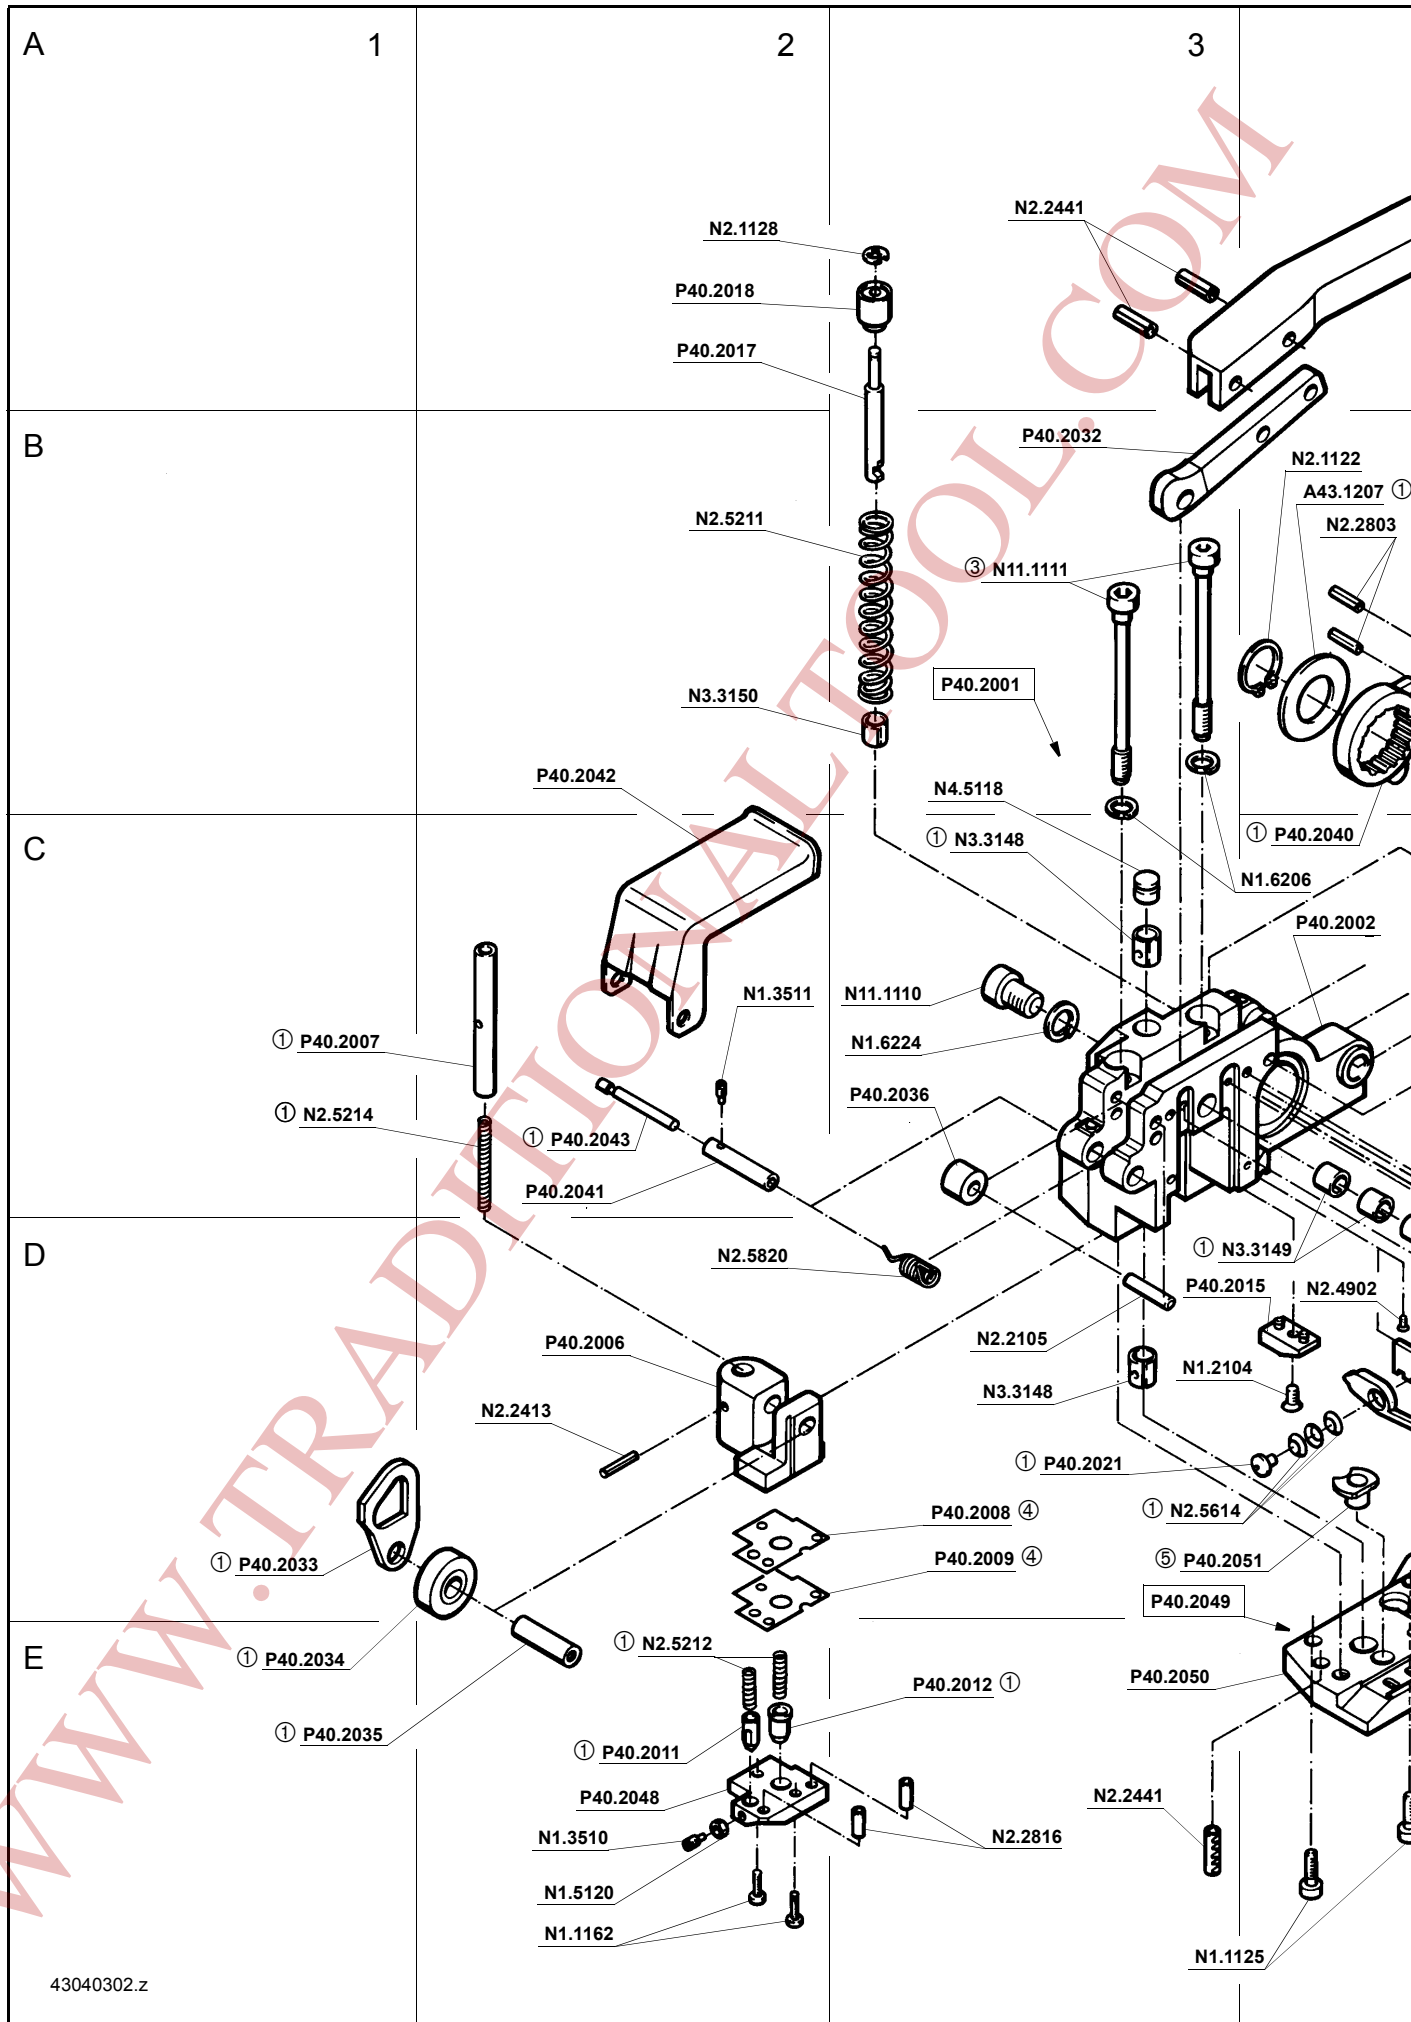 A 1 2 3
N2.2441
N2.1128
P40.2018
P40.2017
B
P40.2032
N2.1122
A43.1207 ①
N2.2803
N2.5211
③ N11.1111
P40.2001
N3.3150
P40.2042
N4.5118
① N3.3148
① P40.2040
C
N1.6206
P40.2002
N1.3511
N11.1110
① P40.2007
N1.6224
P40.2036
① N2.5214
① P40.2043
P40.2041
D
N2.5820
① N3.3149
P40.2015
N2.4902
P40.2006
N2.2105
N1.2104
N3.3148
N2.2413
① P40.2021
P40.2008 ④
① N2.5614
① P40.2033
P40.2009 ④
⑤ P40.2051
P40.2049
E
① N2.5212
① P40.2034
P40.2012 ①
P40.2050
① P40.2035
① P40.2011
P40.2048
N2.2441
N1.3510
N2.2816
N1.5120
N1.1162
N1.1125
43040302.z
WWW.TRADITIONALTOOL.COM